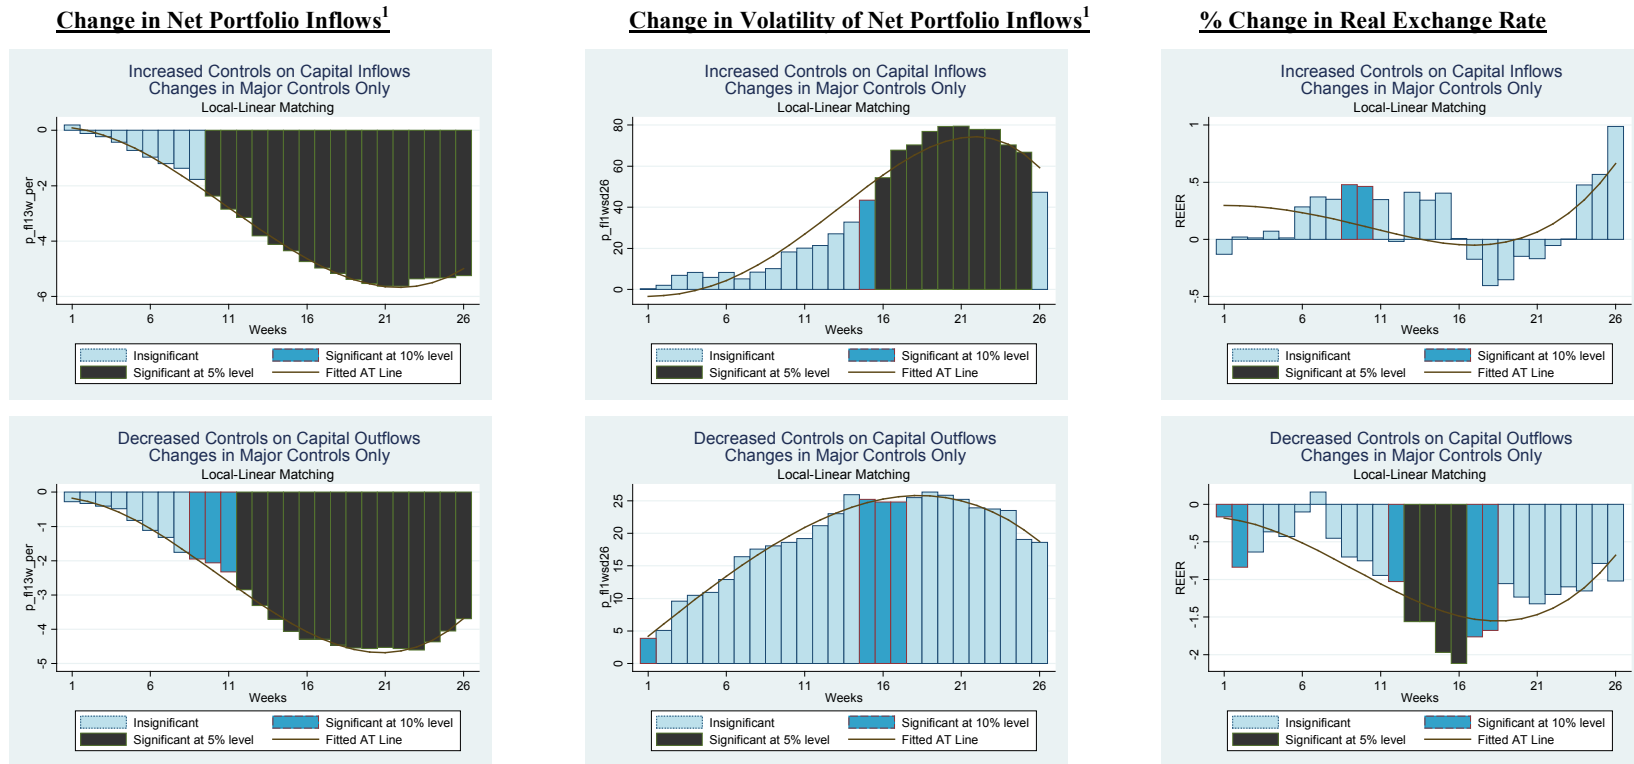 Change in Net Portfolio Inflows1
Change in Volatility of Net Portfolio Inflows1
% Change in Real Exchange Rate
Increased Controls on Capital Inflows
Changes in Major Controls Only
Local-Linear Matching
p_fl13w_per
0
-2
-4
-6
1
6
11
16
21
26
Weeks
Insignificant
Significant at 10% level
Significant at 5% level
Fitted AT Line
Increased Controls on Capital Inflows
Changes in Major Controls Only
Local-Linear Matching
p_fl1wsd26
80
60
40
20
0
1
6
11
16
21
26
Weeks
Insignificant
Significant at 10% level
Significant at 5% level
Fitted AT Line
Increased Controls on Capital Inflows
Changes in Major Controls Only
Local-Linear Matching
REER
1
.5
0
-.5
1
6
11
16
21
26
Weeks
Insignificant
Significant at 10% level
Significant at 5% level
Fitted AT Line
Decreased Controls on Capital Outflows
Changes in Major Controls Only
Local-Linear Matching
p_fl13w_per
0
-1
-2
-3
-4
-5
1
6
11
16
21
26
Weeks
Insignificant
Significant at 10% level
Significant at 5% level
Fitted AT Line
Decreased Controls on Capital Outflows
Changes in Major Controls Only
Local-Linear Matching
p_fl1wsd26
25
20
15
10
5
0
1
6
11
16
21
26
Weeks
Insignificant
Significant at 10% level
Significant at 5% level
Fitted AT Line
Decreased Controls on Capital Outflows
Changes in Major Controls Only
Local-Linear Matching
REER
0
-.5
-1
-1.5
-2
1
6
11
16
21
26
Weeks
Insignificant
Significant at 10% level
Significant at 5% level
Fitted AT Line